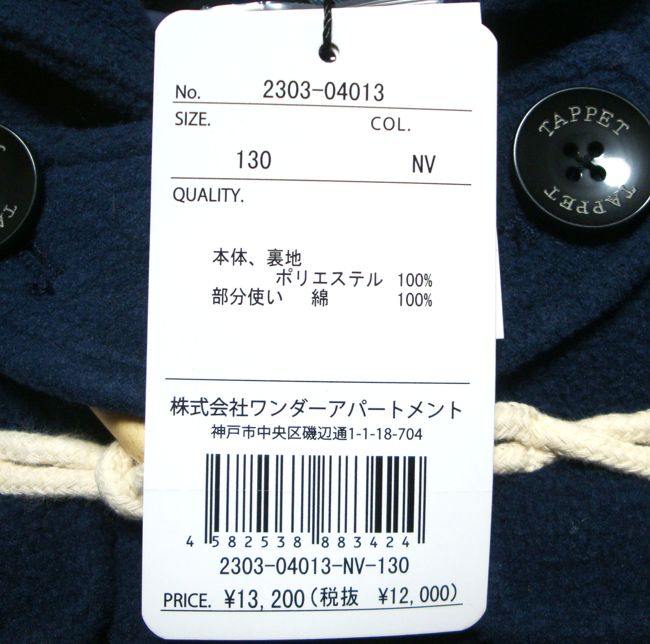 No. 2303-04013
SIZE. COL.
130 NV
QUALITY.
本体、裏地
ポリエステル 100%
部分使い 綿 100%
株式会社ワンダーアパートメント
神戸市中央区磯辺通1-1-18-704
4 582538 883424
2303-04013-NV-130
PRICE. ¥13,200(税抜 ¥12,000)
TAPPET
TAPPET
TA